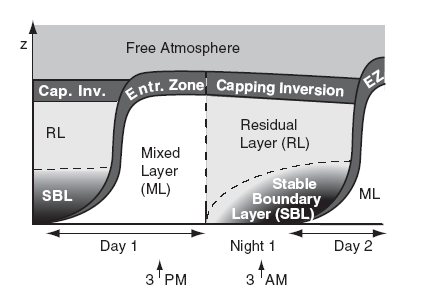 z
Free Atmosphere
Cap. Inv.
Entr. Zone
Capping Inversion
EZ
RL
Mixed
Layer
(ML)
Residual
Layer (RL)
SBL
Stable
Boundary
Layer (SBL)
ML
Day 1
Night 1
Day 2
3 PM
3 AM